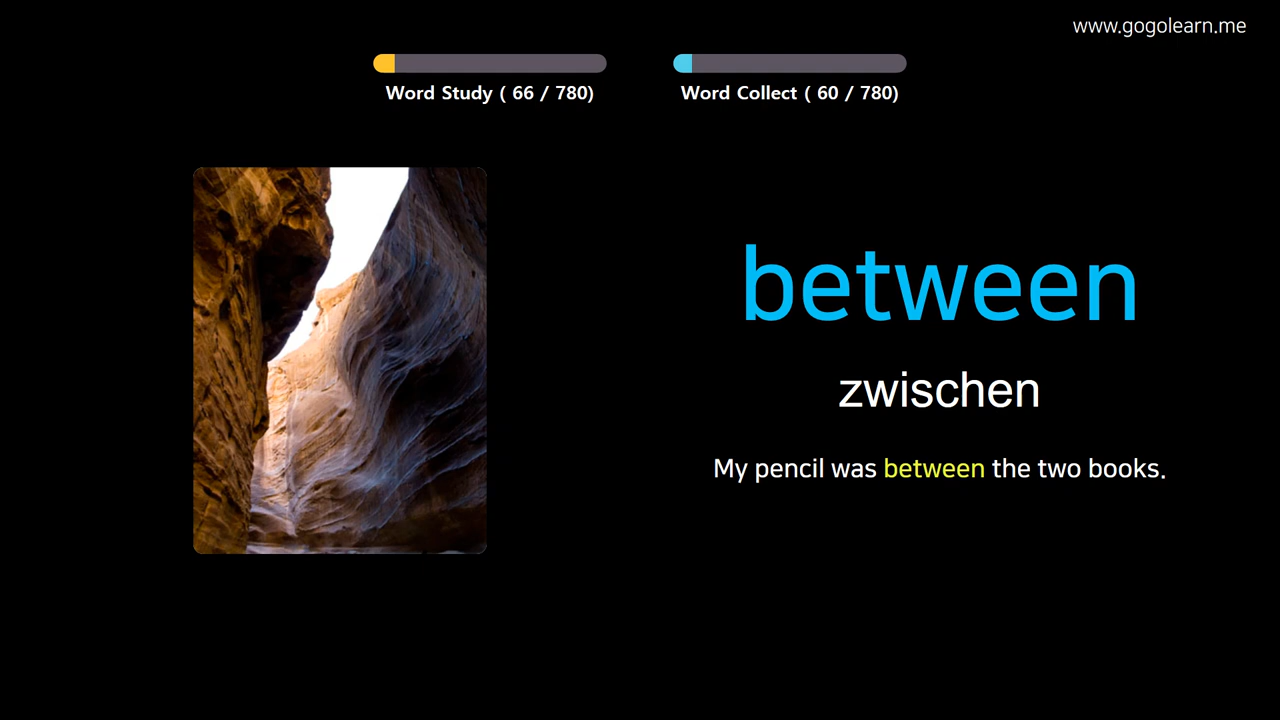 www.gogolearn.me
Word Study ( 66 / 780)
Word Collect ( 60 / 780)
between
zwischen
My pencil was between the two books.